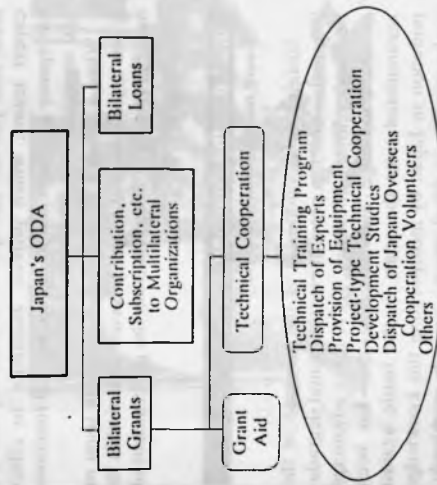 Japan's ODA
Bilateral
Grants
Contribution,
Subscription, etc.
to Multilateral
Organizations
Bilateral
Loans
Grant
Aid
Technical Cooperation
Technical Training Program
Dispatch of Experts
Provision of Equipment
Project-type Technical Cooperation
Development Studies
Dispatch of Japan Overseas
Cooperation Volunteers
Others